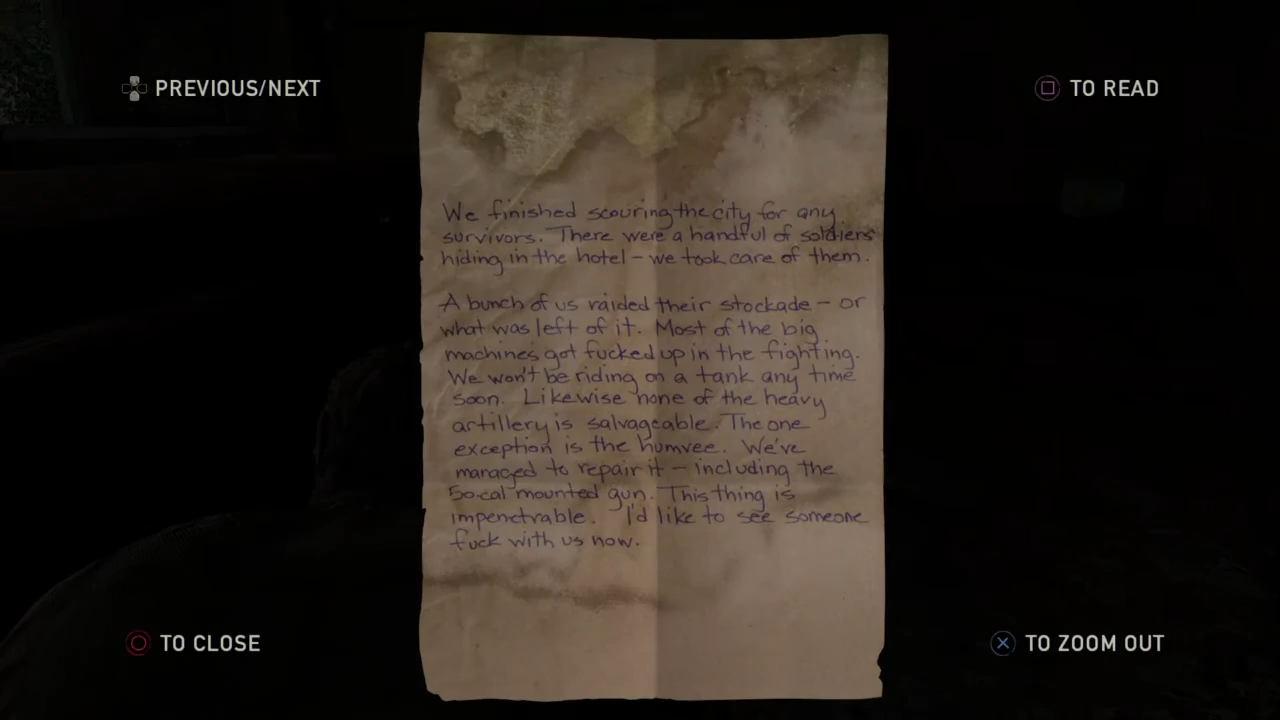 PREVIOUS/NEXT
TO READ
We finished scouring the city for any
survivors. There were a handful of soldiers
hiding in the hotel – we took care of them.
A bunch of us raided their stockade – or
what was left of it. Most of the big
machines got fucked up in the fighting.
We won't be riding on a tank any time
soon. Likewise none of the heavy
artillery is salvageable. The one
exception is the humvee. We've
managed to repair it – including the
50-cal mounted gun. This thing is
impenetrable. I'd like to see someone
fuck with us now.
TO CLOSE
TO ZOOM OUT